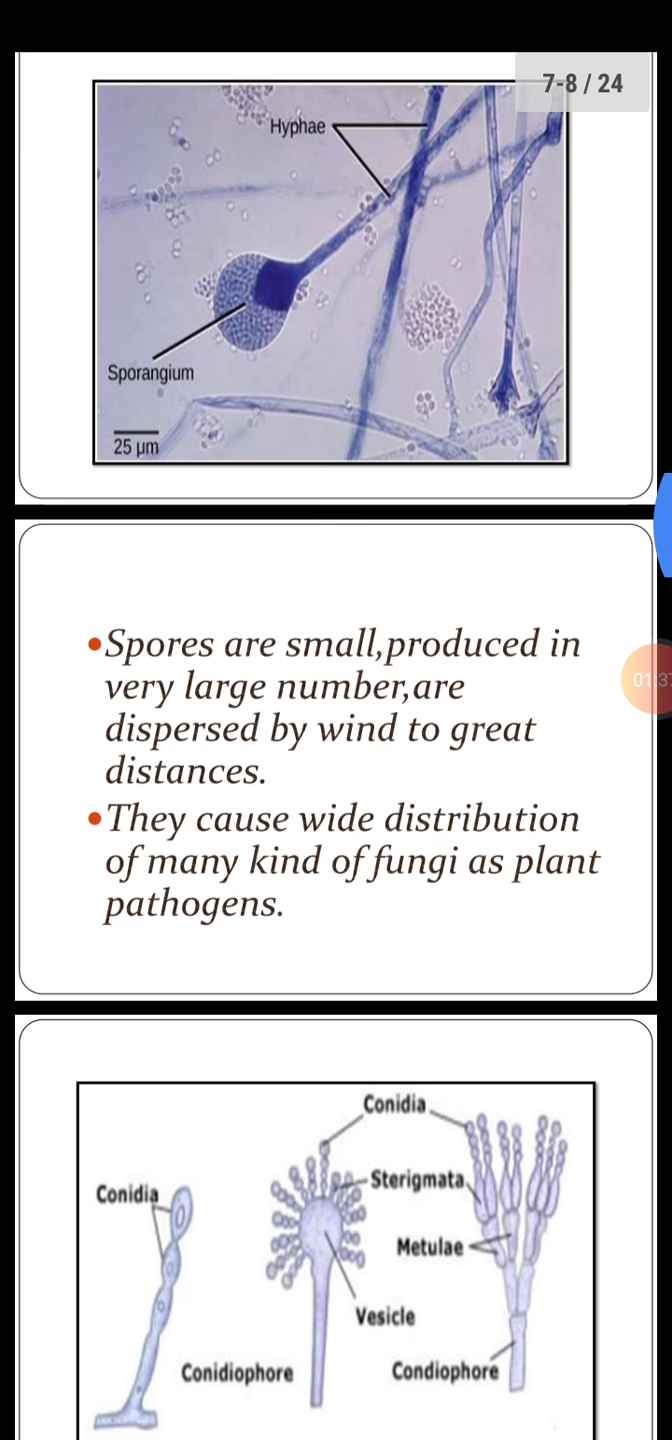 7-8 / 24
Hyphae
Sporangium
25 μm
•Spores are small,produced in
very large number,are
dispersed by wind to great
distances.
•They cause wide distribution
of many kind of fungi as plant
pathogens.
Conidia
Conidia
Sterigmata
Metulae
Vesicle
Conidiophore
Condiophore